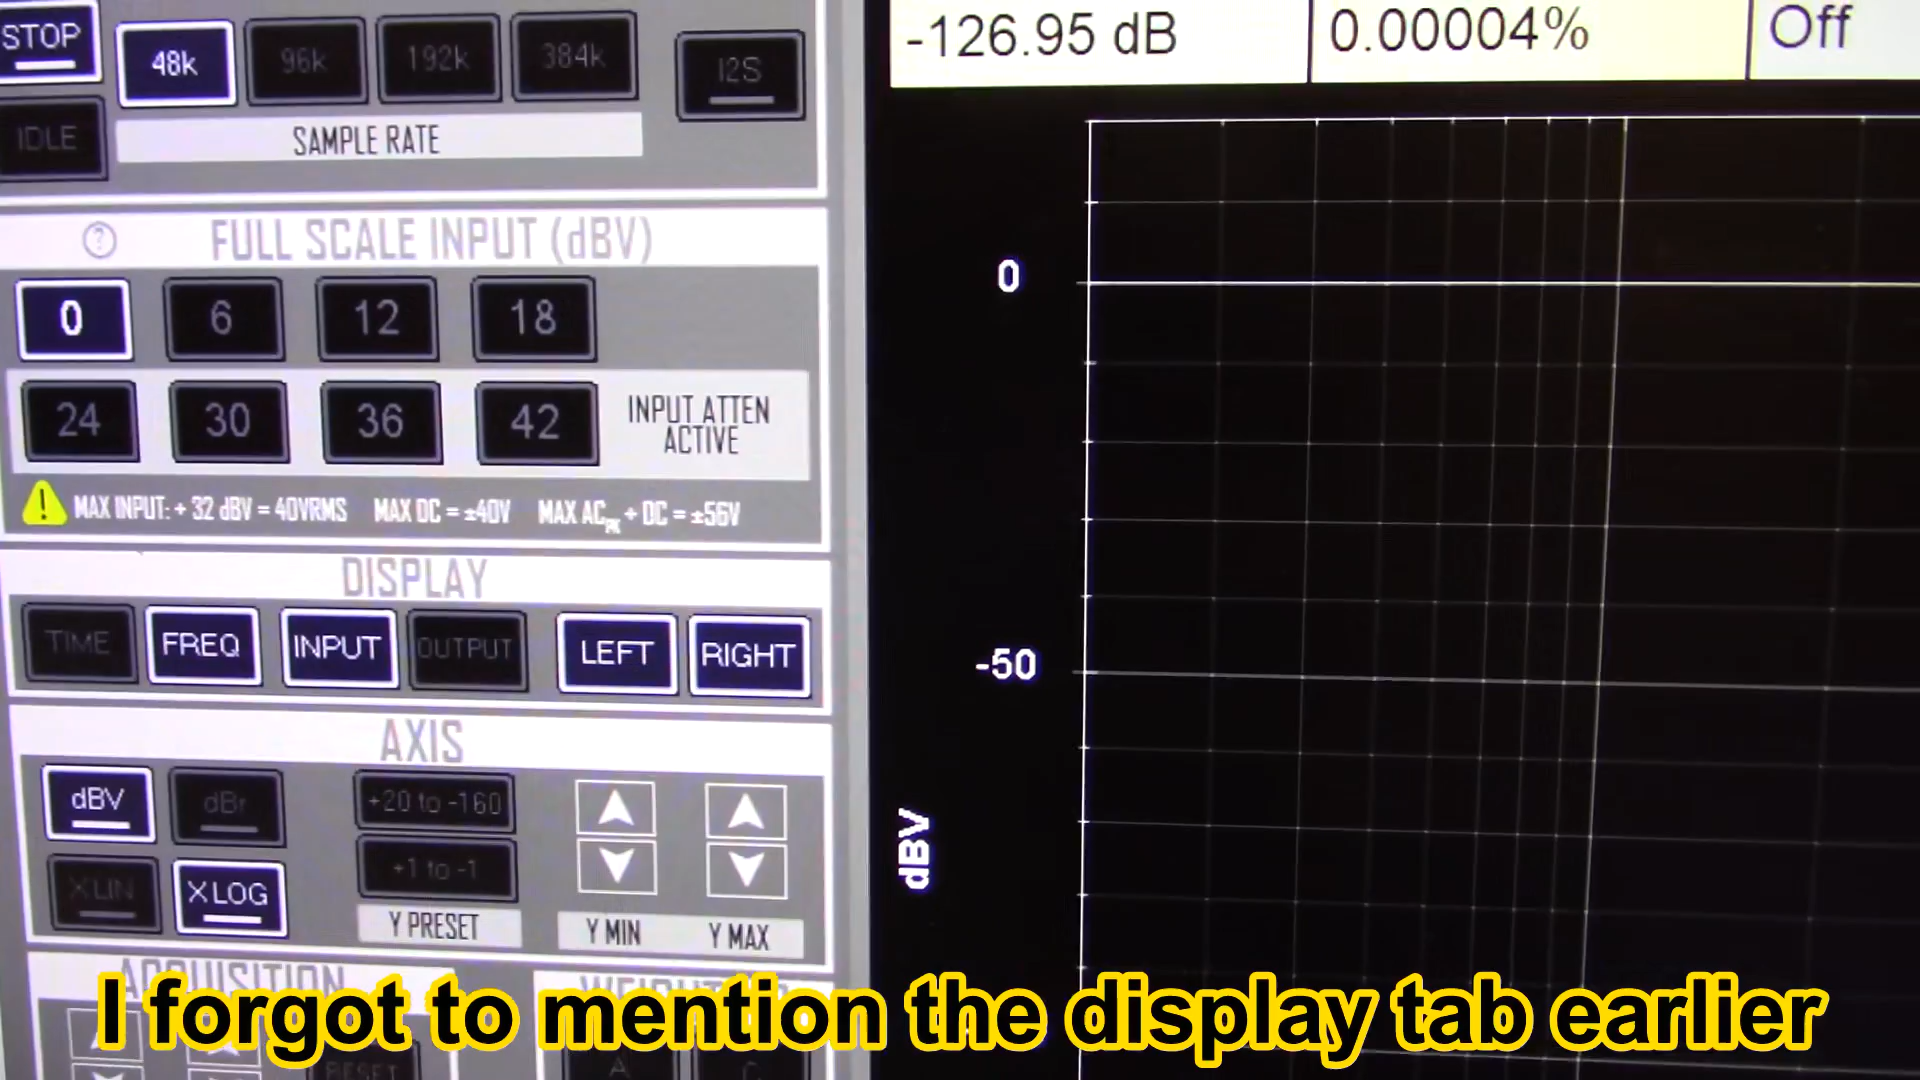 STOP
48k 96k 192k 384k I2S
IDLE
SAMPLE RATE
-126.95 dB 0.00004% Off
? FULL SCALE INPUT (dBV)
0 6 12 18
24 30 36 42
INPUT ATTEN
ACTIVE
! MAX INPUT: + 32 dBV = 40VRMS MAX DC = ±40V MAX ACPK + DC = ±56V
DISPLAY
TIME FREQ INPUT OUTPUT LEFT RIGHT
AXIS
dBV dBr +20 to -160
XLIN XLOG +1 to -1
Y PRESET Y MIN Y MAX
0
-50
dBV
ACQUISITION
RESET A C
I forgot to mention the display tab earlier